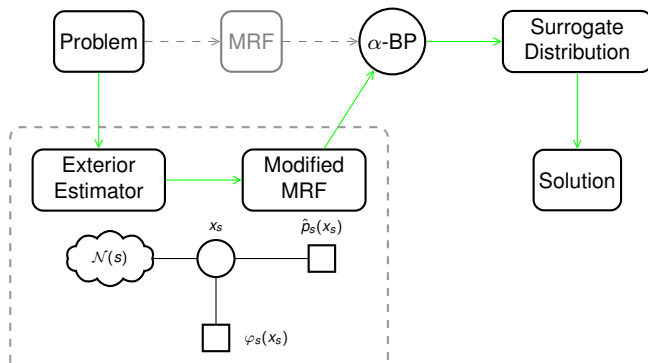 Problem
MRF
α-BP
Surrogate
Distribution
Exterior
Estimator
Modified
MRF
Solution
x_s
p̂_s(x_s)
N(s)
φ_s(x_s)